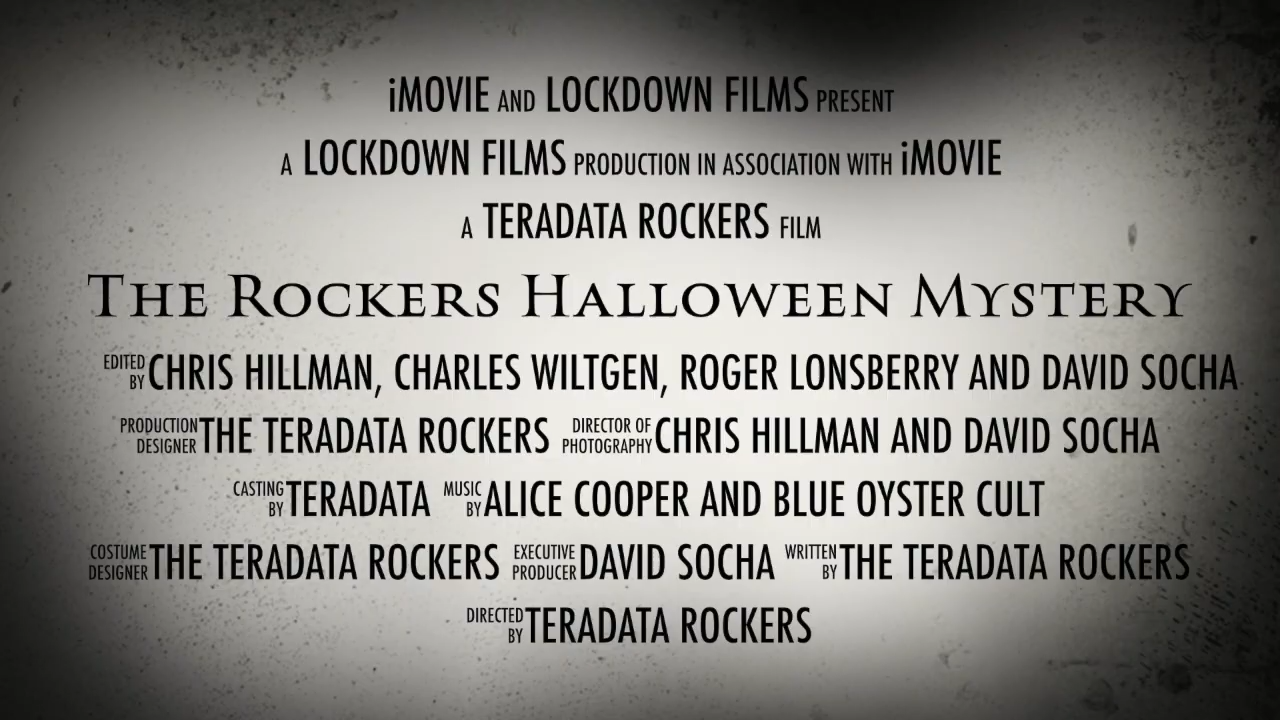 iMOVIE AND LOCKDOWN FILMS PRESENT
A LOCKDOWN FILMS PRODUCTION IN ASSOCIATION WITH iMOVIE
A TERADATA ROCKERS FILM
THE ROCKERS HALLOWEEN MYSTERY
EDITED BY CHRIS HILLMAN, CHARLES WILTGEN, ROGER LONSBERRY AND DAVID SOCHA
PRODUCTION DESIGNER THE TERADATA ROCKERS DIRECTOR OF PHOTOGRAPHY CHRIS HILLMAN AND DAVID SOCHA
CASTING BY TERADATA MUSIC BY ALICE COOPER AND BLUE OYSTER CULT
COSTUME DESIGNER THE TERADATA ROCKERS EXECUTIVE PRODUCER DAVID SOCHA WRITTEN BY THE TERADATA ROCKERS
DIRECTED BY TERADATA ROCKERS